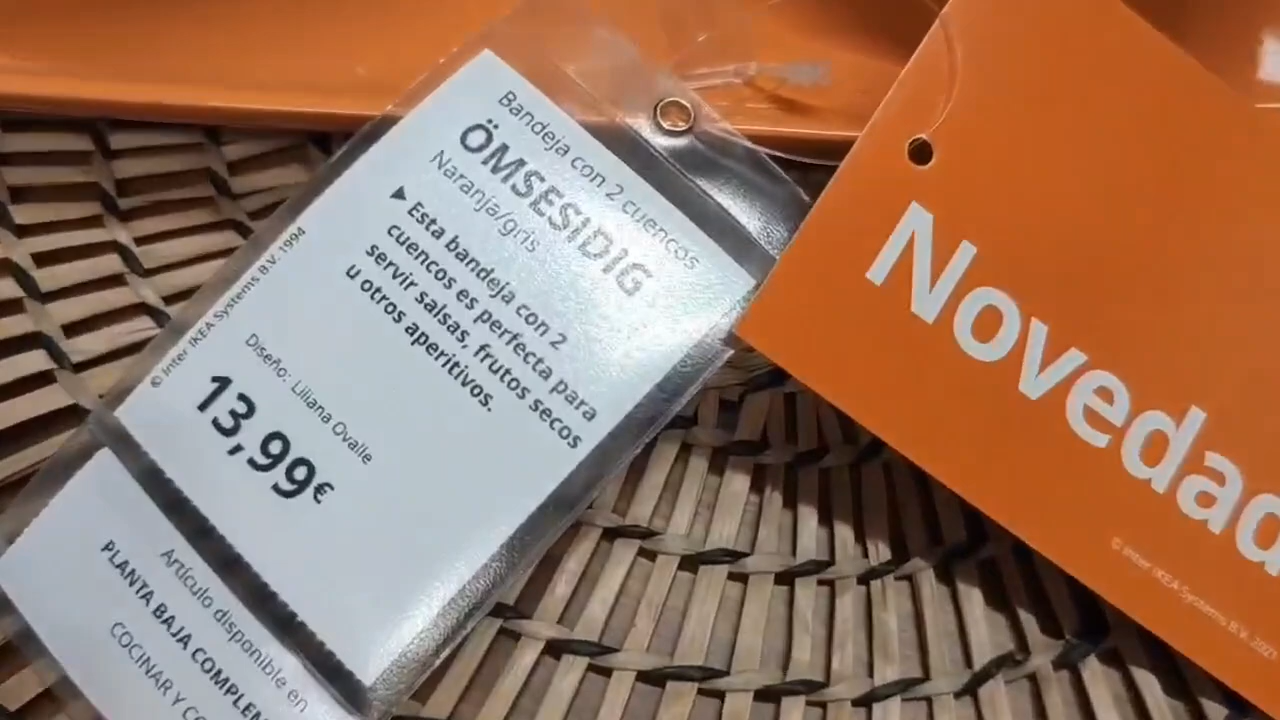 Bandeja con 2 cuencos
ÖMSESIDIG
Naranja/gris
▶ Esta bandeja con 2
cuencos es perfecta para
servir salsas, frutos secos
u otros aperitivos.
© Inter IKEA Systems B.V. 1994
Diseño: Liliana Ovalle
13,99€
Artículo disponible en
PLANTA BAJA COMPLEM
COCINAR Y CO
Novedad
© Inter IKEA Systems B.V. 2021